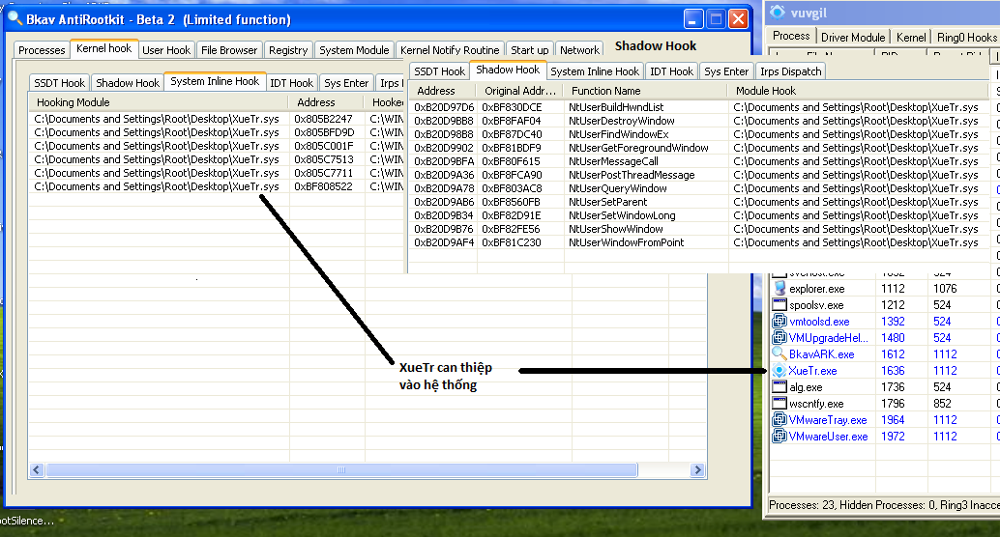 Bkav AntiRootkit - Beta 2 (Limited function)
Processes Kernel hook User Hook File Browser Registry System Module Kernel Notify Routine Start up Network
SSDT Hook Shadow Hook System Inline Hook IDT Hook Sys Enter Irps
Hooking Module Address Hooked
C:\Documents and Settings\Root\Desktop\XueTr.sys 0x805B2247 C:\WIN
C:\Documents and Settings\Root\Desktop\XueTr.sys 0x805BFD9D C:\WIN
C:\Documents and Settings\Root\Desktop\XueTr.sys 0x805C001F C:\WIN
C:\Documents and Settings\Root\Desktop\XueTr.sys 0x805C7513 C:\WIN
C:\Documents and Settings\Root\Desktop\XueTr.sys 0x805C7711 C:\WIN
C:\Documents and Settings\Root\Desktop\XueTr.sys 0xBF808522 C:\WIN
Shadow Hook
SSDT Hook Shadow Hook System Inline Hook IDT Hook Sys Enter Irps Dispatch
Address Original Addr... Function Name Module Hook
0xB20D97D6 0xBF830DCE NtUserBuildHwndList C:\Documents and Settings\Root\Desktop\XueTr.sys
0xB20D9BB8 0xBF8FAF04 NtUserDestroyWindow C:\Documents and Settings\Root\Desktop\XueTr.sys
0xB20D98B8 0xBF87DC40 NtUserFindWindowEx C:\Documents and Settings\Root\Desktop\XueTr.sys
0xB20D9902 0xBF81BDF9 NtUserGetForegroundWindow C:\Documents and Settings\Root\Desktop\XueTr.sys
0xB20D9BFA 0xBF80F615 NtUserMessageCall C:\Documents and Settings\Root\Desktop\XueTr.sys
0xB20D9A36 0xBF8FCA90 NtUserPostThreadMessage C:\Documents and Settings\Root\Desktop\XueTr.sys
0xB20D9A78 0xBF803AC8 NtUserQueryWindow C:\Documents and Settings\Root\Desktop\XueTr.sys
0xB20D9AB6 0xBF8560FB NtUserSetParent C:\Documents and Settings\Root\Desktop\XueTr.sys
0xB20D9B34 0xBF82D91E NtUserSetWindowLong C:\Documents and Settings\Root\Desktop\XueTr.sys
0xB20D9B76 0xBF82FE56 NtUserShowWindow C:\Documents and Settings\Root\Desktop\XueTr.sys
0xB20D9AF4 0xBF81C230 NtUserWindowFromPoint C:\Documents and Settings\Root\Desktop\XueTr.sys
XueTr can thiệp
vào hệ thống
vuvgil
Process Driver Module Kernel Ring0 Hooks
explorer.exe 1112 1076
spoolsv.exe 1212 524
vmtoolsd.exe 1392 524
VMUpgradeHel... 1480 524
BkavARK.exe 1612 1112
XueTr.exe 1636 1112
alg.exe 1736 524
wscntfy.exe 1796 852
VMwareTray.exe 1964 1112
VMwareUser.exe 1972 1112
Processes: 23, Hidden Processes: 0, Ring3 Inacce
ootSilence...